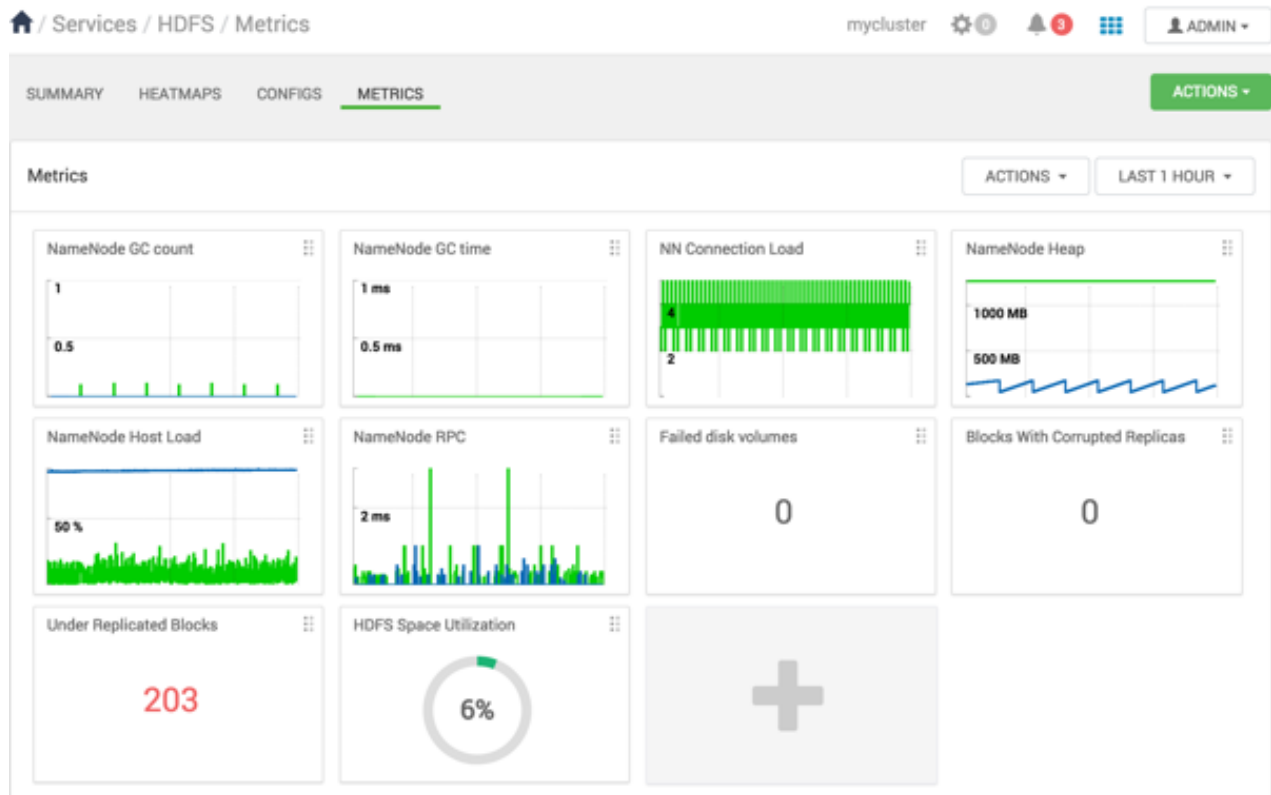 / Services / HDFS / Metrics
mycluster 0 3 ADMIN
SUMMARY HEATMAPS CONFIGS METRICS ACTIONS
Metrics ACTIONS LAST 1 HOUR
NameNode GC count
1
0.5
NameNode GC time
1 ms
0.5 ms
NN Connection Load
4
2
NameNode Heap
1000 MB
500 MB
NameNode Host Load
50 %
NameNode RPC
2 ms
Failed disk volumes
0
Blocks With Corrupted Replicas
0
Under Replicated Blocks
203
HDFS Space Utilization
6%